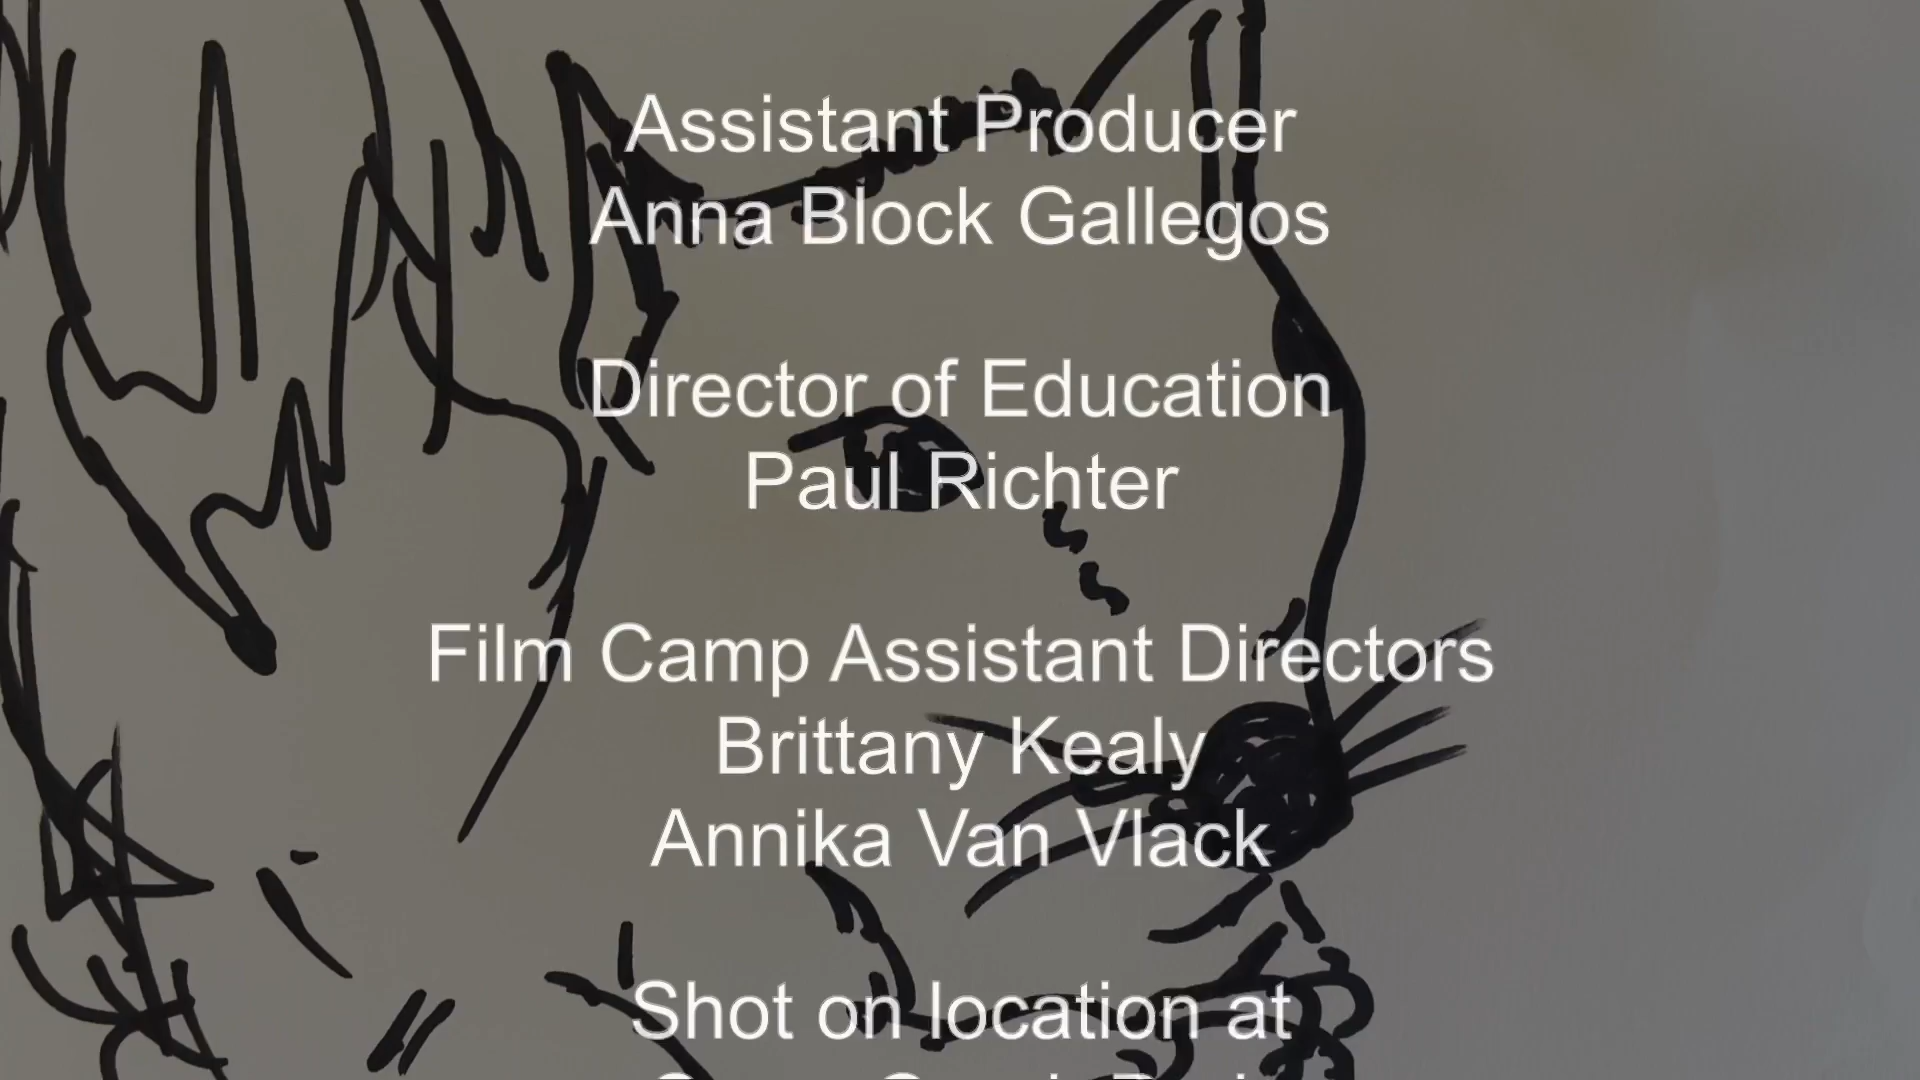 Assistant Producer
Anna Block Gallegos
Director of Education
Paul Richter
Film Camp Assistant Directors
Brittany Kealy
Annika Van Vlack
Shot on location at